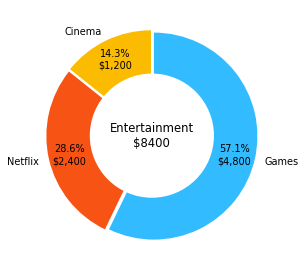 Cinema
14.3%
$1,200
Entertainment
$8400
28.6%
$2,400
Netflix
57.1%
$4,800
Games